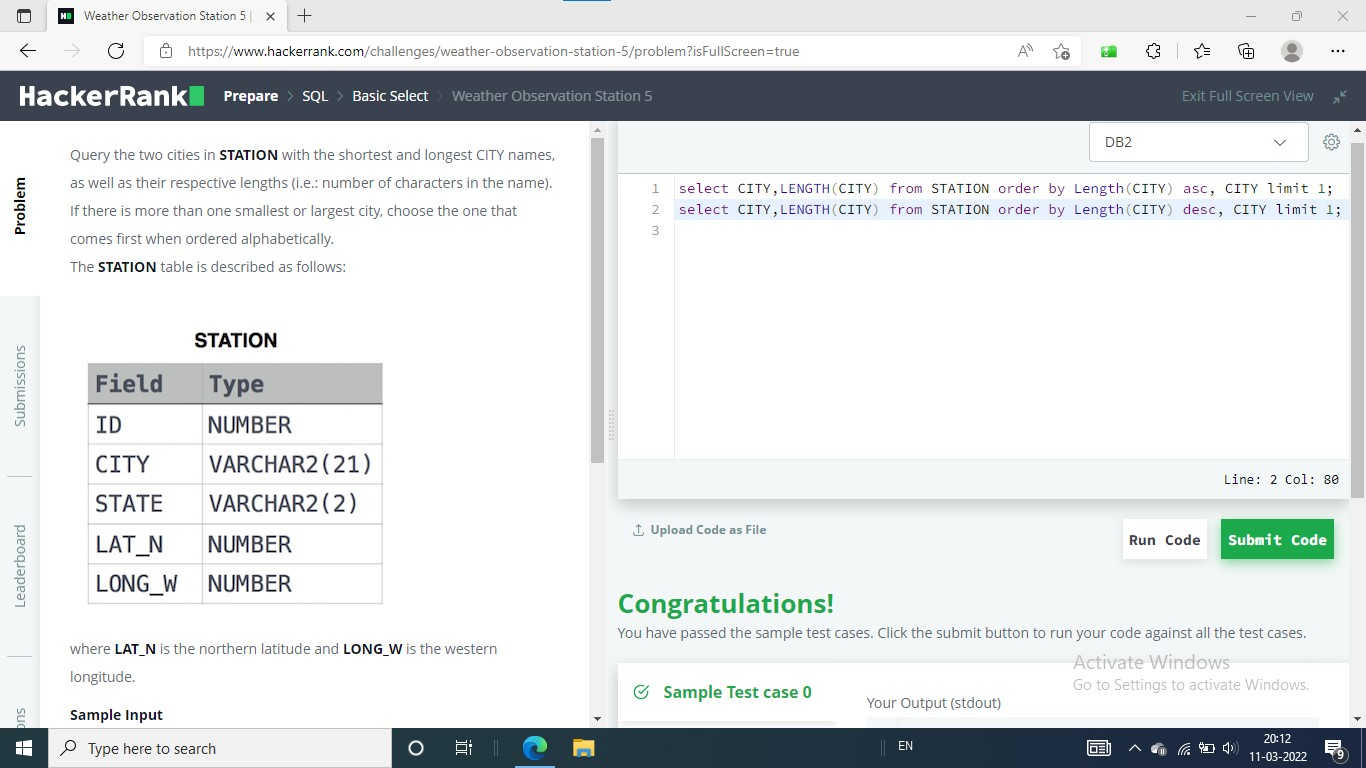 Weather Observation Station 5 |
https://www.hackerrank.com/challenges/weather-observation-station-5/problem?isFullScreen=true
HackerRank
Prepare > SQL > Basic Select > Weather Observation Station 5
Exit Full Screen View
Problem
Submissions
Leaderboard
Query the two cities in STATION with the shortest and longest CITY names,
as well as their respective lengths (i.e.: number of characters in the name).
If there is more than one smallest or largest city, choose the one that
comes first when ordered alphabetically.
The STATION table is described as follows:
STATION
Field Type
ID NUMBER
CITY VARCHAR2(21)
STATE VARCHAR2(2)
LAT_N NUMBER
LONG_W NUMBER
where LAT_N is the northern latitude and LONG_W is the western
longitude.
Sample Input
DB2
1 select CITY,LENGTH(CITY) from STATION order by Length(CITY) asc, CITY limit 1;
2 select CITY,LENGTH(CITY) from STATION order by Length(CITY) desc, CITY limit 1;
3
Line: 2 Col: 80
Upload Code as File
Run Code
Submit Code
Congratulations!
You have passed the sample test cases. Click the submit button to run your code against all the test cases.
Sample Test case 0
Your Output (stdout)
Activate Windows
Go to Settings to activate Windows.
Type here to search
EN
20:12
11-03-2022
9